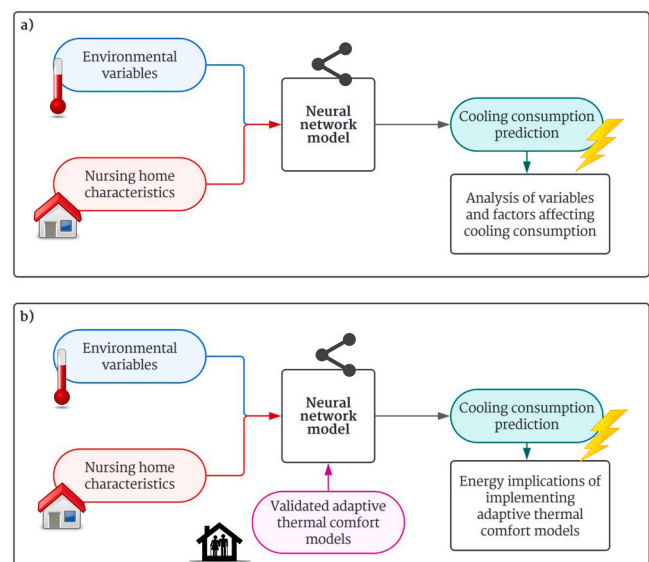 a)
Environmental
variables
Neural
network
model
Cooling consumption
prediction
Nursing home
characteristics
Analysis of variables
and factors affecting
cooling consumption
b)
Environmental
variables
Neural
network
model
Cooling consumption
prediction
Nursing home
characteristics
Validated adaptive
thermal comfort
models
Energy implications of
implementing
adaptive thermal
comfort models